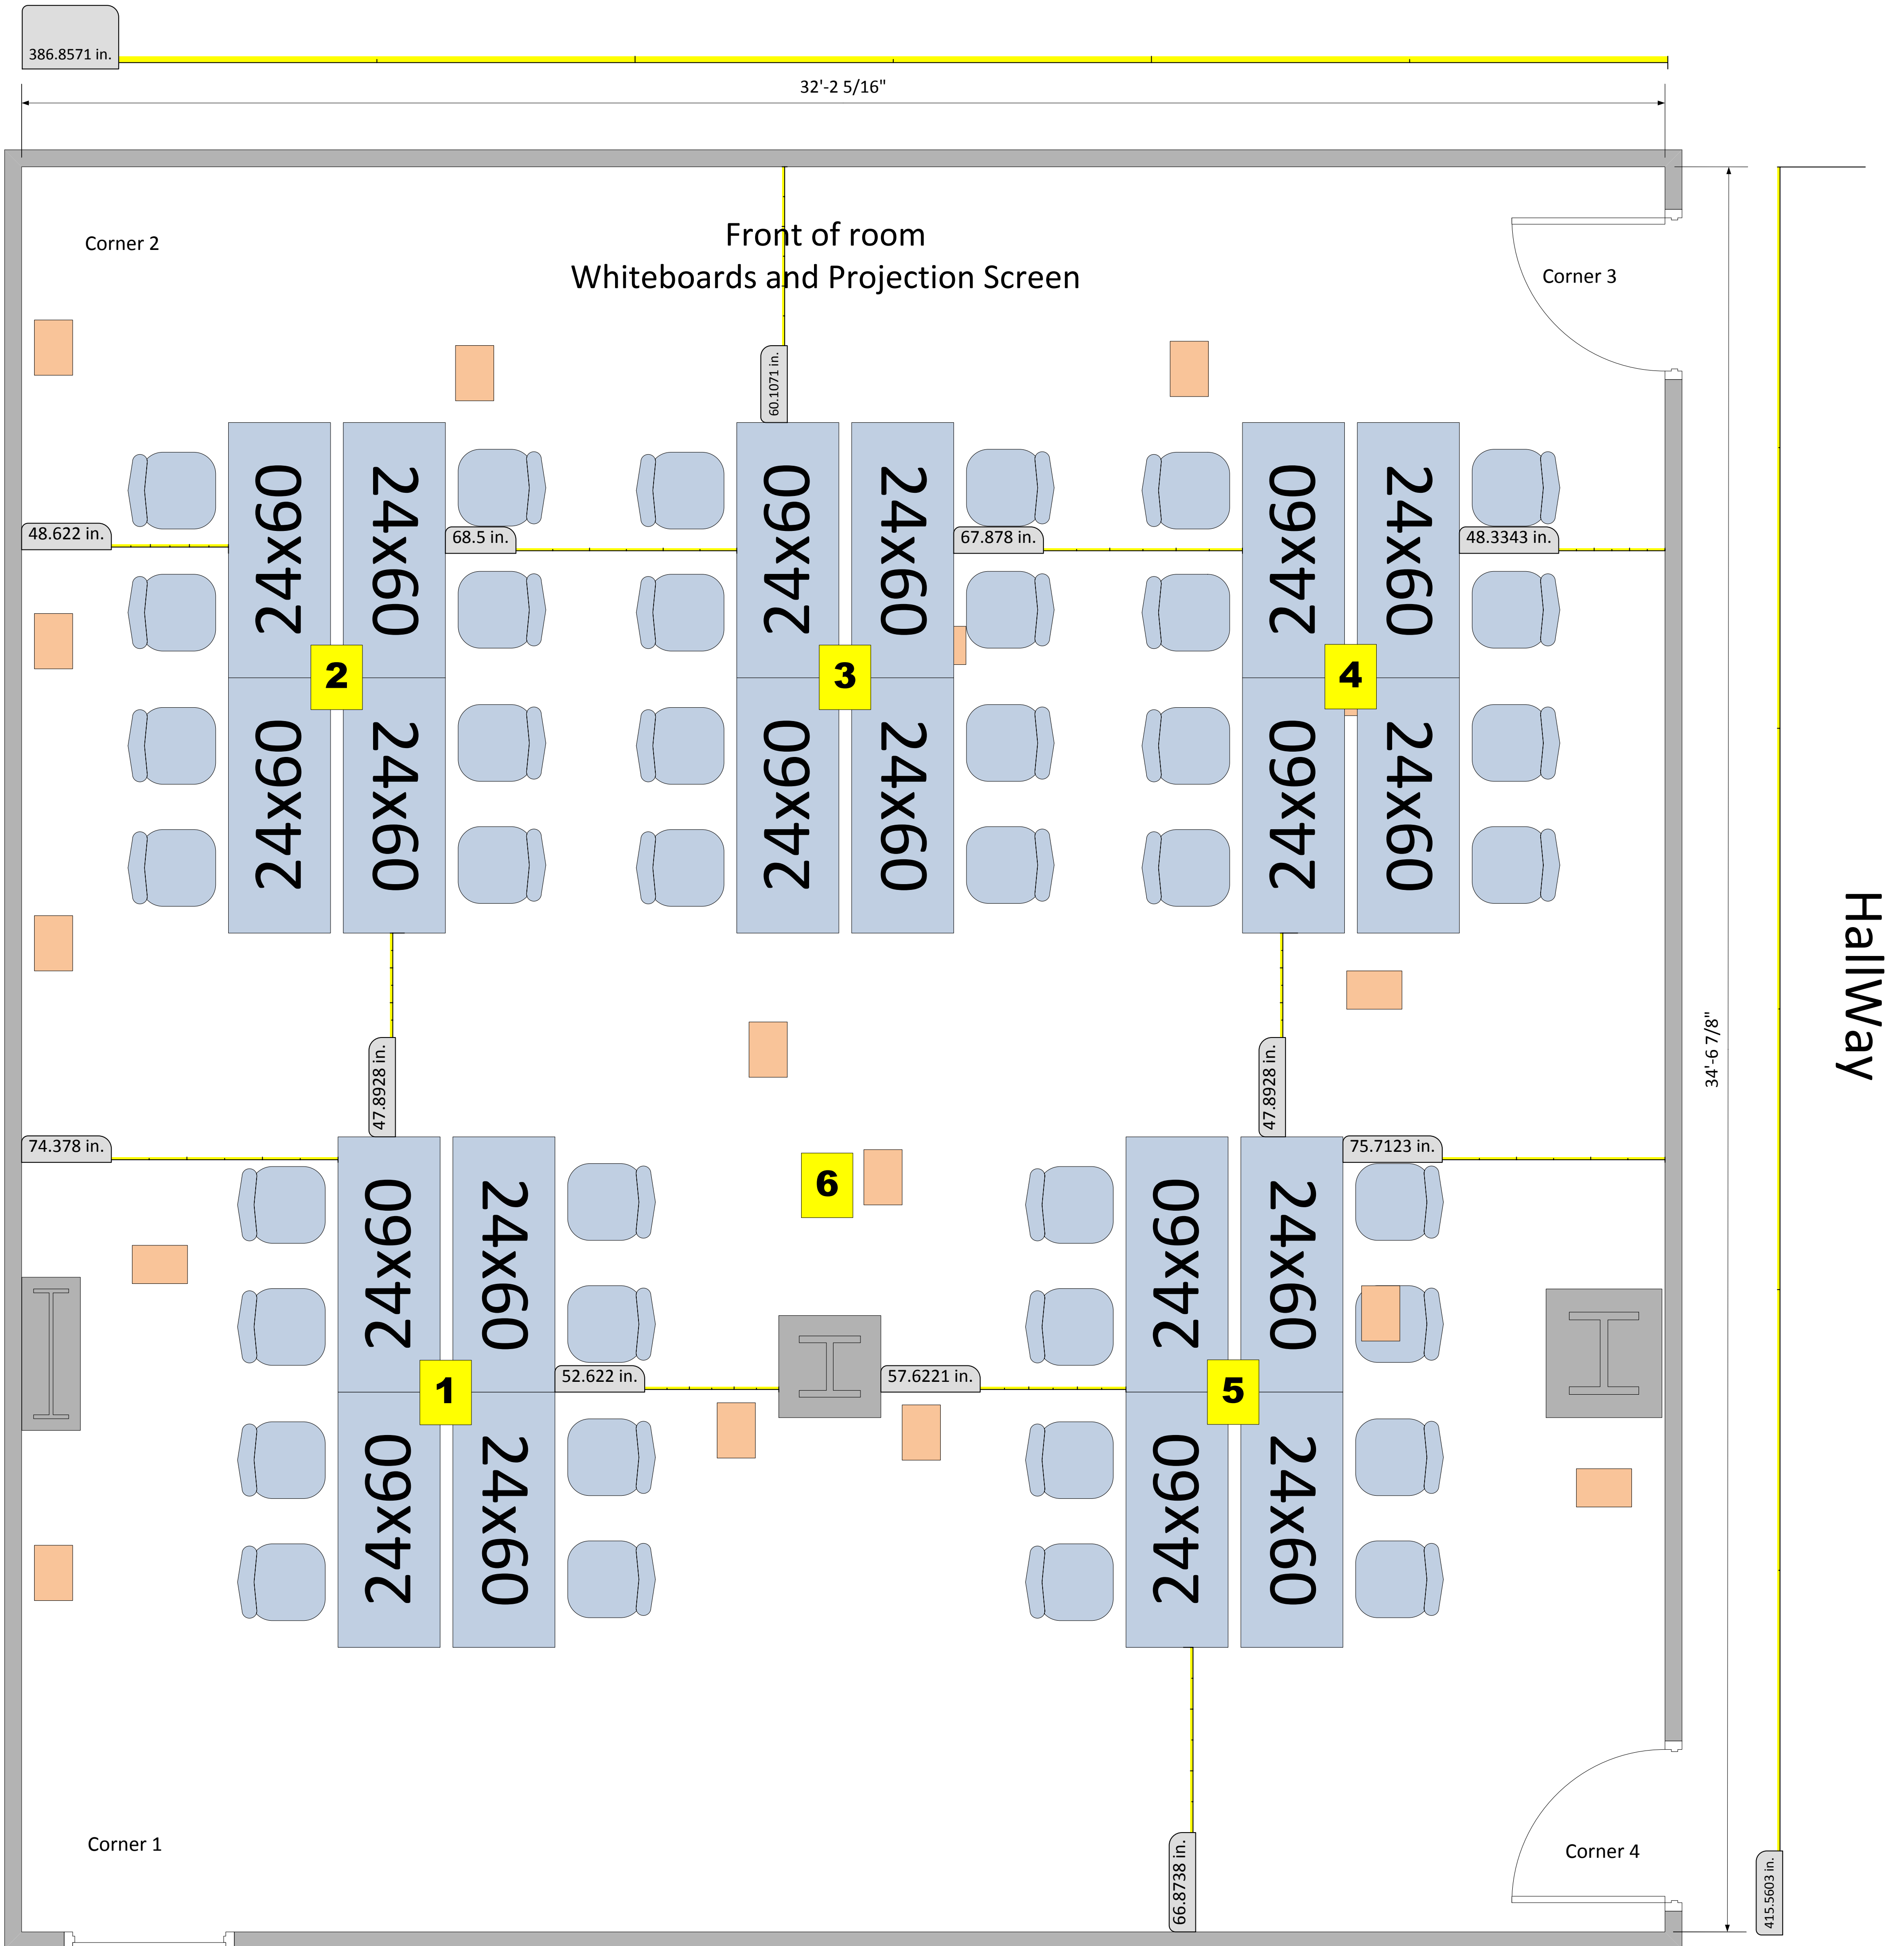 386.8571 in.
32'-2 5/16"
Corner 2
Front of room
Whiteboards and Projection Screen
Corner 3
60.1071 in.
24x60
24x60
24x60
24x60
24x60
24x60
48.622 in.
68.5 in.
67.878 in.
48.3343 in.
2
3
4
24x60
24x60
24x60
24x60
24x60
24x60
HallWay
34'-6 7/8"
47.8928 in.
47.8928 in.
74.378 in.
75.7123 in.
6
24x60
24x60
24x60
24x60
52.622 in.
57.6221 in.
1
5
24x60
24x60
24x60
24x60
Corner 1
66.8738 in.
Corner 4
415.5603 in.